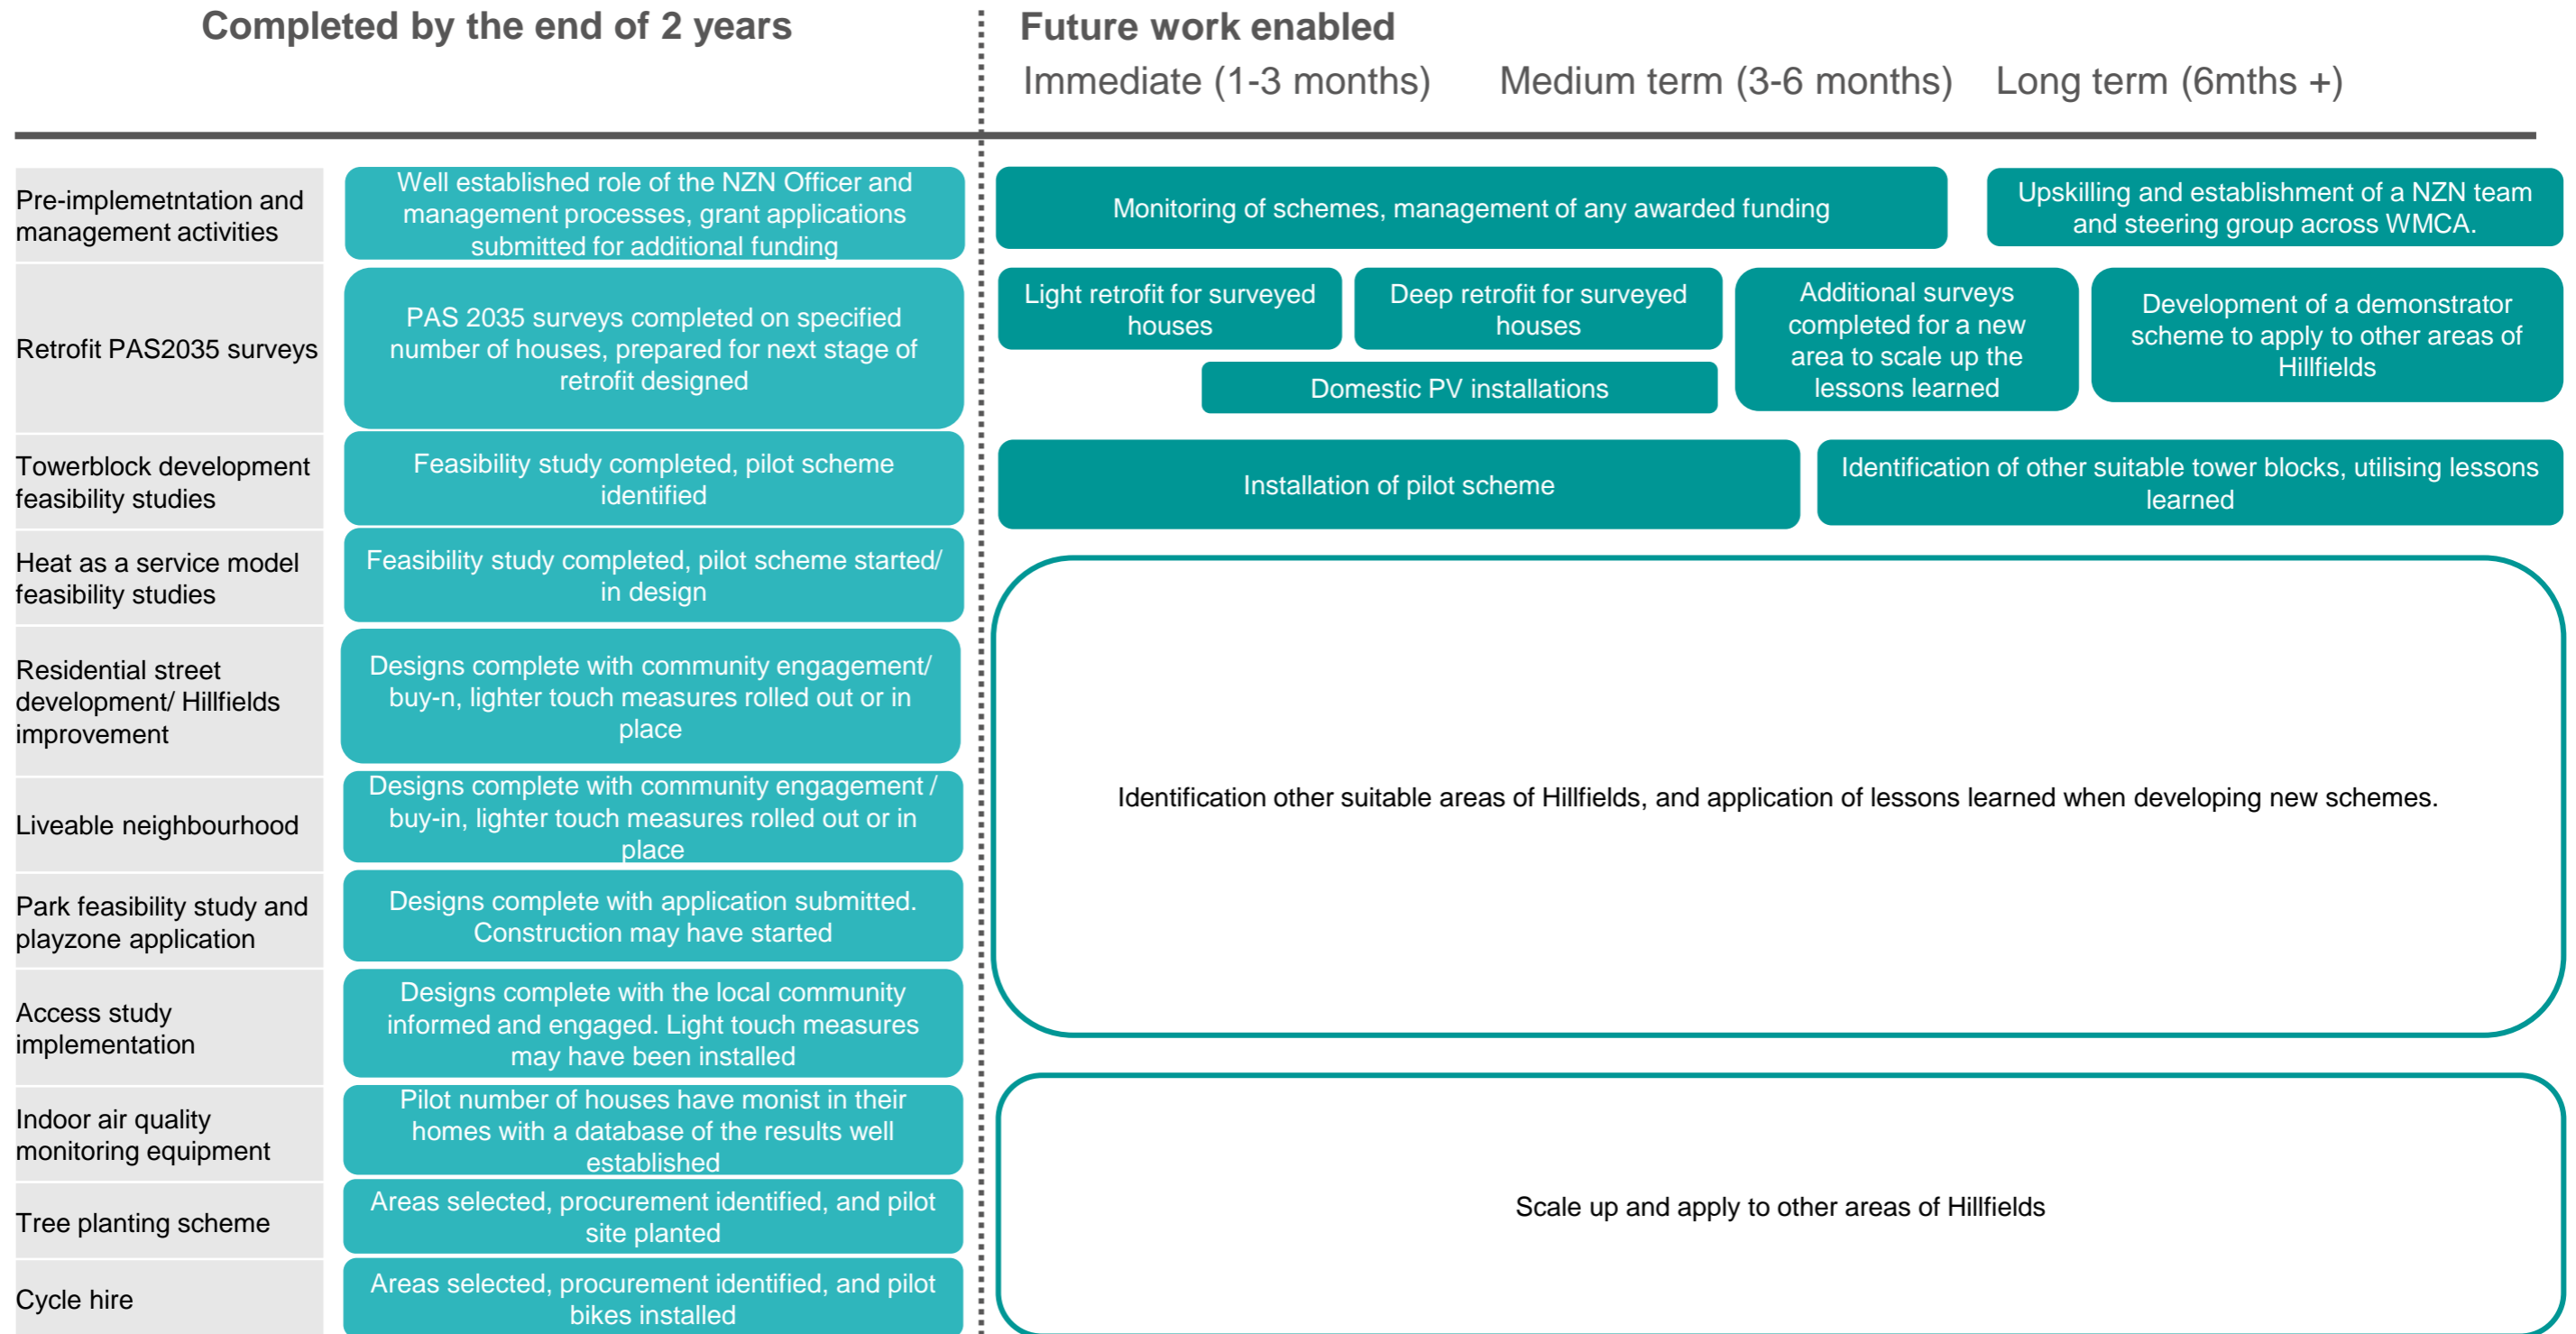 Completed by the end of 2 years
Future work enabled
Immediate (1-3 months)
Medium term (3-6 months)
Long term (6mths +)
Pre-implemetntation and
management activities
Well established role of the NZN Officer and
management processes, grant applications
submitted for additional funding
Monitoring of schemes, management of any awarded funding
Upskilling and establishment of a NZN team
and steering group across WMCA.
Retrofit PAS2035 surveys
PAS 2035 surveys completed on specified
number of houses, prepared for next stage of
retrofit designed
Light retrofit for surveyed
houses
Deep retrofit for surveyed
houses
Domestic PV installations
Additional surveys
completed for a new
area to scale up the
lessons learned
Development of a demonstrator
scheme to apply to other areas of
Hillfields
Towerblock development
feasibility studies
Feasibility study completed, pilot scheme
identified
Installation of pilot scheme
Identification of other suitable tower blocks, utilising lessons
learned
Heat as a service model
feasibility studies
Feasibility study completed, pilot scheme started/
in design
Residential street
development/ Hillfields
improvement
Designs complete with community engagement/
buy-n, lighter touch measures rolled out or in
place
Liveable neighbourhood
Designs complete with community engagement /
buy-in, lighter touch measures rolled out or in
place
Identification other suitable areas of Hillfields, and application of lessons learned when developing new schemes.
Park feasibility study and
playzone application
Designs complete with application submitted.
Construction may have started
Access study
implementation
Designs complete with the local community
informed and engaged. Light touch measures
may have been installed
Indoor air quality
monitoring equipment
Pilot number of houses have monist in their
homes with a database of the results well
established
Tree planting scheme
Areas selected, procurement identified, and pilot
site planted
Scale up and apply to other areas of Hillfields
Cycle hire
Areas selected, procurement identified, and pilot
bikes installed